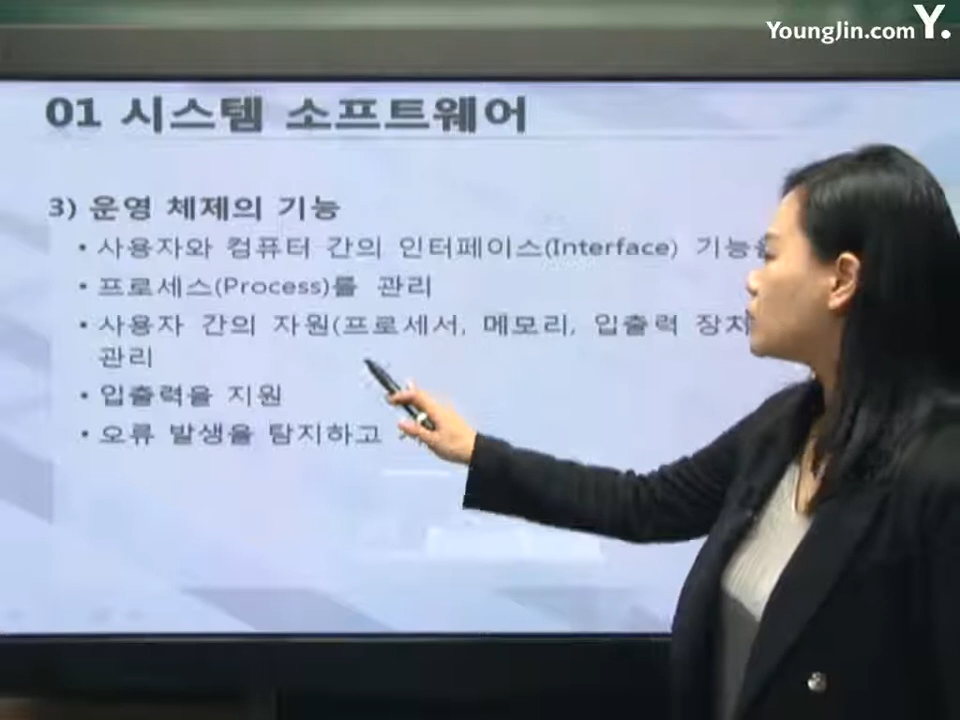 YoungJin.com Y.
01 시스템 소프트웨어
3) 운영 체제의 기능
• 사용자와 컴퓨터 간의 인터페이스(Interface) 기능을
• 프로세스(Process)를 관리
• 사용자 간의 자원(프로세서, 메모리, 입출력 장치
관리
• 입출력을 지원
• 오류 발생을 탐지하고